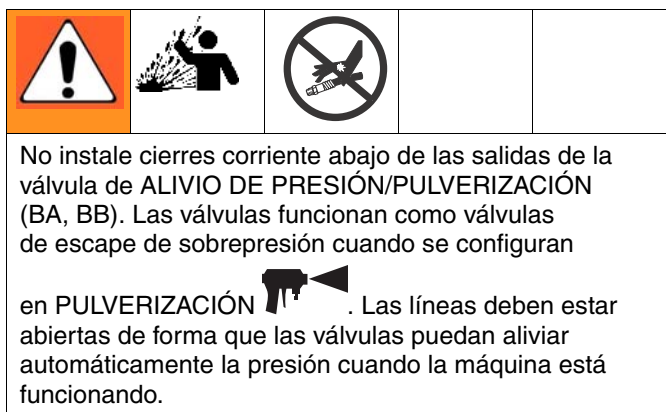 No instale cierres corriente abajo de las salidas de la
válvula de ALIVIO DE PRESIÓN/PULVERIZACIÓN
(BA, BB). Las válvulas funcionan como válvulas
de escape de sobrepresión cuando se configuran
en PULVERIZACIÓN . Las líneas deben estar
abiertas de forma que las válvulas puedan aliviar
automáticamente la presión cuando la máquina está
funcionando.